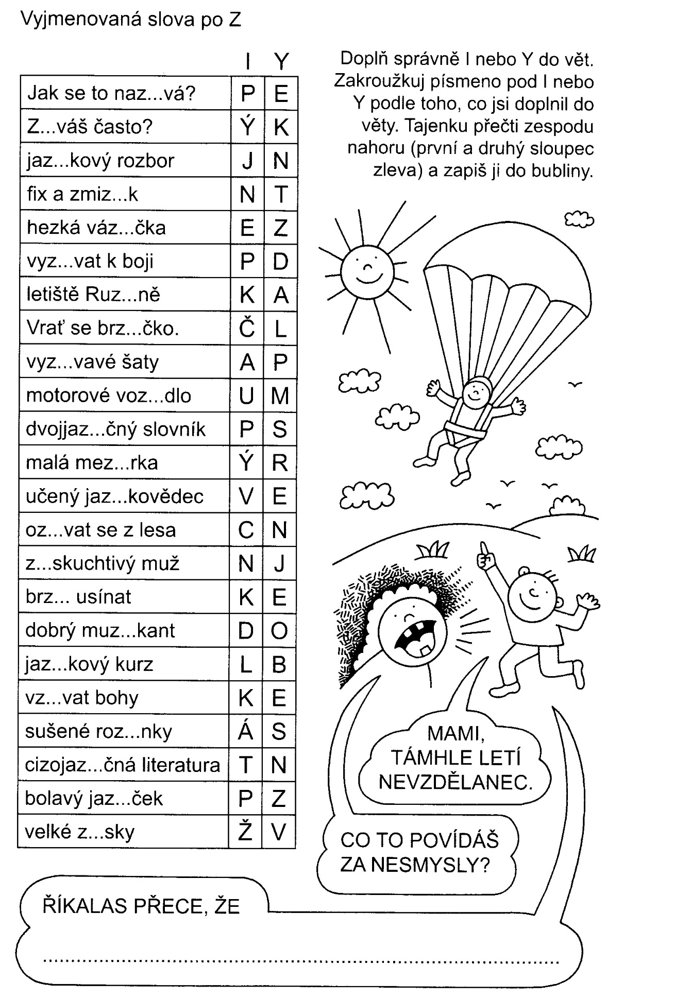 Vyjmenovaná slova po Z
I Y
Jak se to naz...vá? P E
Z...váš často? Ý K
jaz...kový rozbor J N
fix a zmiz...k N T
hezká váz...čka E Z
vyz...vat k boji P D
letiště Ruz...ně K A
Vrať se brz...čko. Č L
vyz...vavé šaty A P
motorové voz...dlo U M
dvojjaz...čný slovník P S
malá mez...rka Ý R
učený jaz...kovědec V E
oz...vat se z lesa C N
z...skuchtivý muž N J
brz... usínat K E
dobrý muz...kant D O
jaz...kový kurz L B
vz...vat bohy K E
sušené roz...nky Á S
cizojaz...čná literatura T N
bolavý jaz...ček P Z
velké z...sky Ž V
Doplň správně I nebo Y do vět.
Zakroužkuj písmeno pod I nebo
Y podle toho, co jsi doplnil do
věty. Tajenku přečti zespodu
nahoru (první a druhý sloupec
zleva) a zapiš ji do bubliny.
MAMI,
TÁMHLE LETÍ
NEVZDĚLANEC.
CO TO POVÍDÁŠ
ZA NESMYSLY?
ŘÍKALAS PŘECE, ŽE